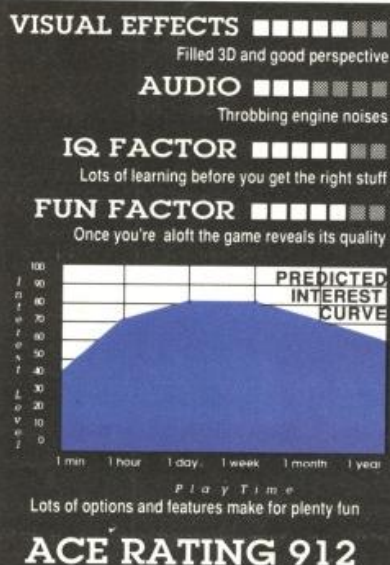 VISUAL EFFECTS
Filled 3D and good perspective
AUDIO
Throbbing engine noises
IQ FACTOR
Lots of learning before you get the right stuff
FUN FACTOR
Once you're aloft the game reveals its quality
PREDICTED
INTEREST
CURVE
Interest Level
100
90
80
70
60
50
40
30
20
10
0
1 min 1 hour 1 day 1 week 1 month 1 year
Play Time
Lots of options and features make for plenty fun
ACE RATING 912